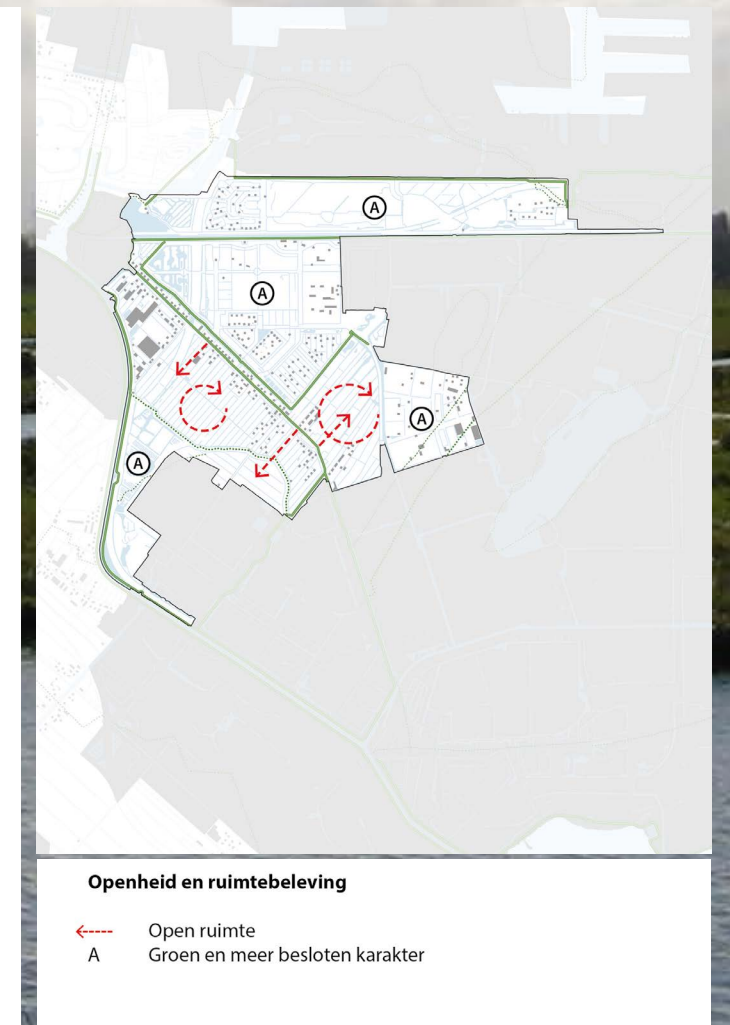 A
A
A
A
Openheid en ruimtebeleving
Open ruimte
A Groen en meer besloten karakter